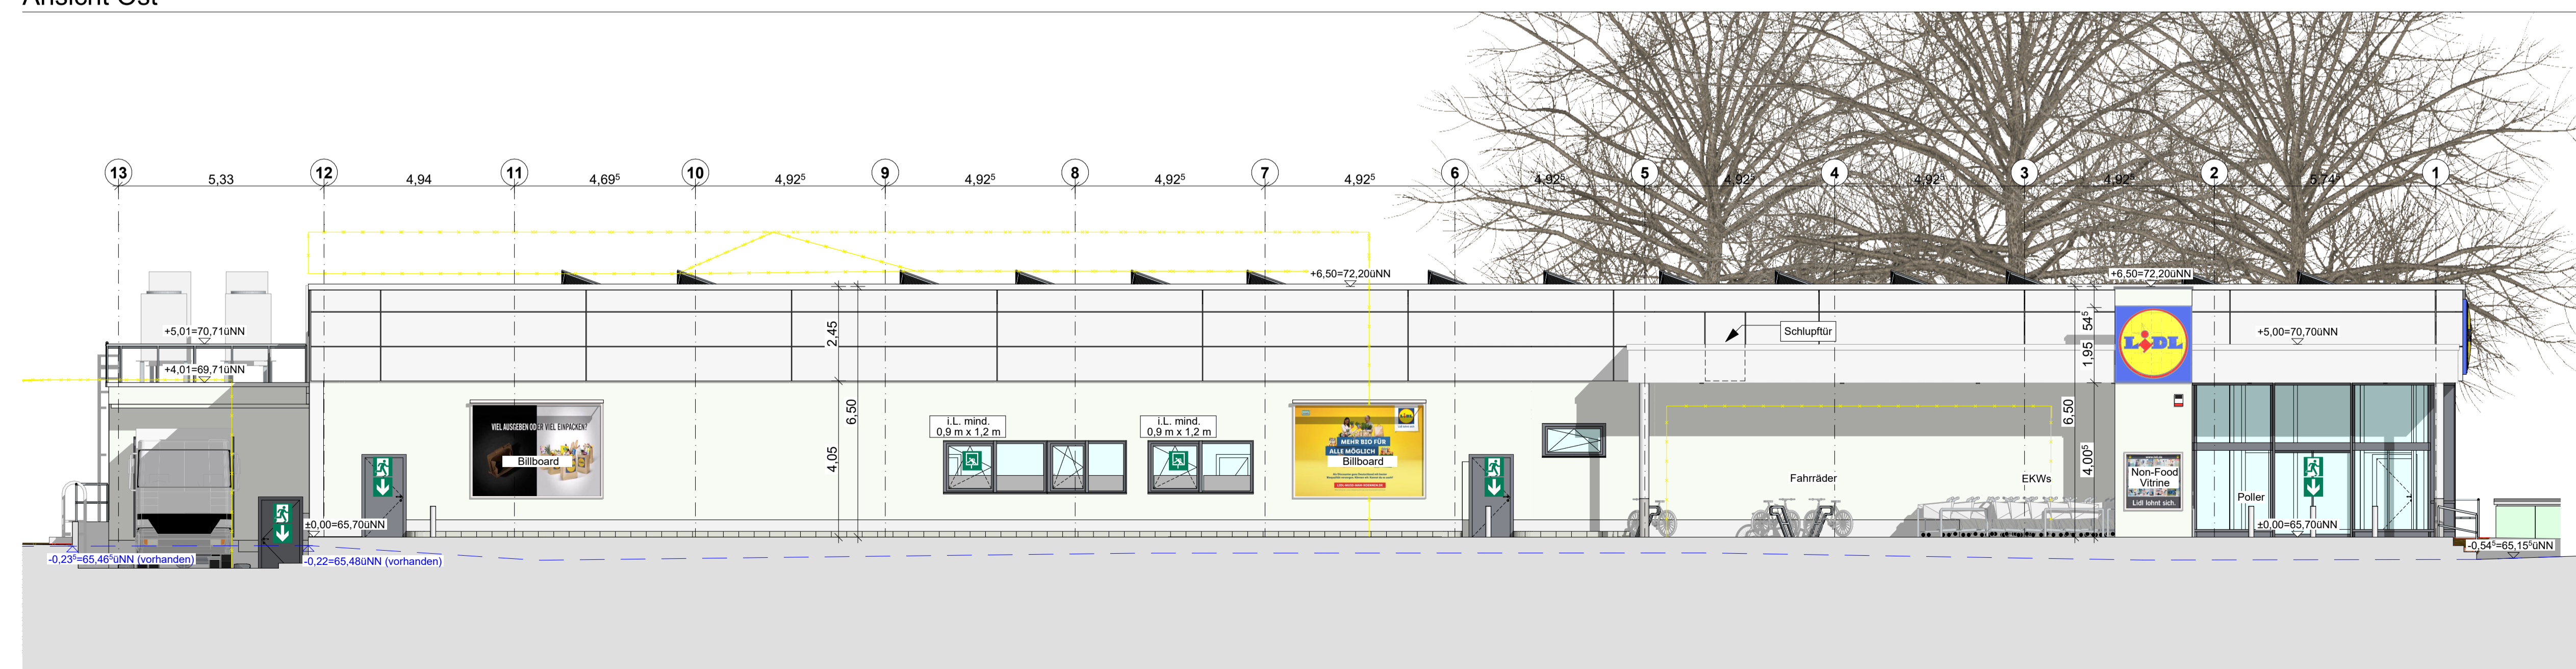 Ansicht Ost
13
12
11
10
9
8
7
6
5
4
3
2
1
5,33
4,94
4,69⁵
4,92⁵
4,92⁵
4,92⁵
4,92⁵
4,92⁵
4,92⁵
4,92⁵
4,92⁵
5,74⁵
+6,50=72,20üNN
+6,50=72,20üNN
+5,01=70,71üNN
+4,01=69,71üNN
2,45
6,50
4,05
Schlupftür
54⁵
1,95
6,50
4,00⁵
LIDL
+5,00=70,70üNN
VIEL AUSGEBEN ODER VIEL EINPACKEN?
Billboard
i.L. mind.
0,9 m x 1,2 m
i.L. mind.
0,9 m x 1,2 m
MEHR BIO FÜR
ALLE MÖGLICH
Billboard
Fahrräder
EKWs
Non-Food
Vitrine
Lidl lohnt sich.
Poller
±0,00=65,70üNN
±0,00=65,70üNN
-0,23⁵=65,46⁵üNN (vorhanden)
-0,22=65,48üNN (vorhanden)
-0,54⁵=65,15⁵üNN